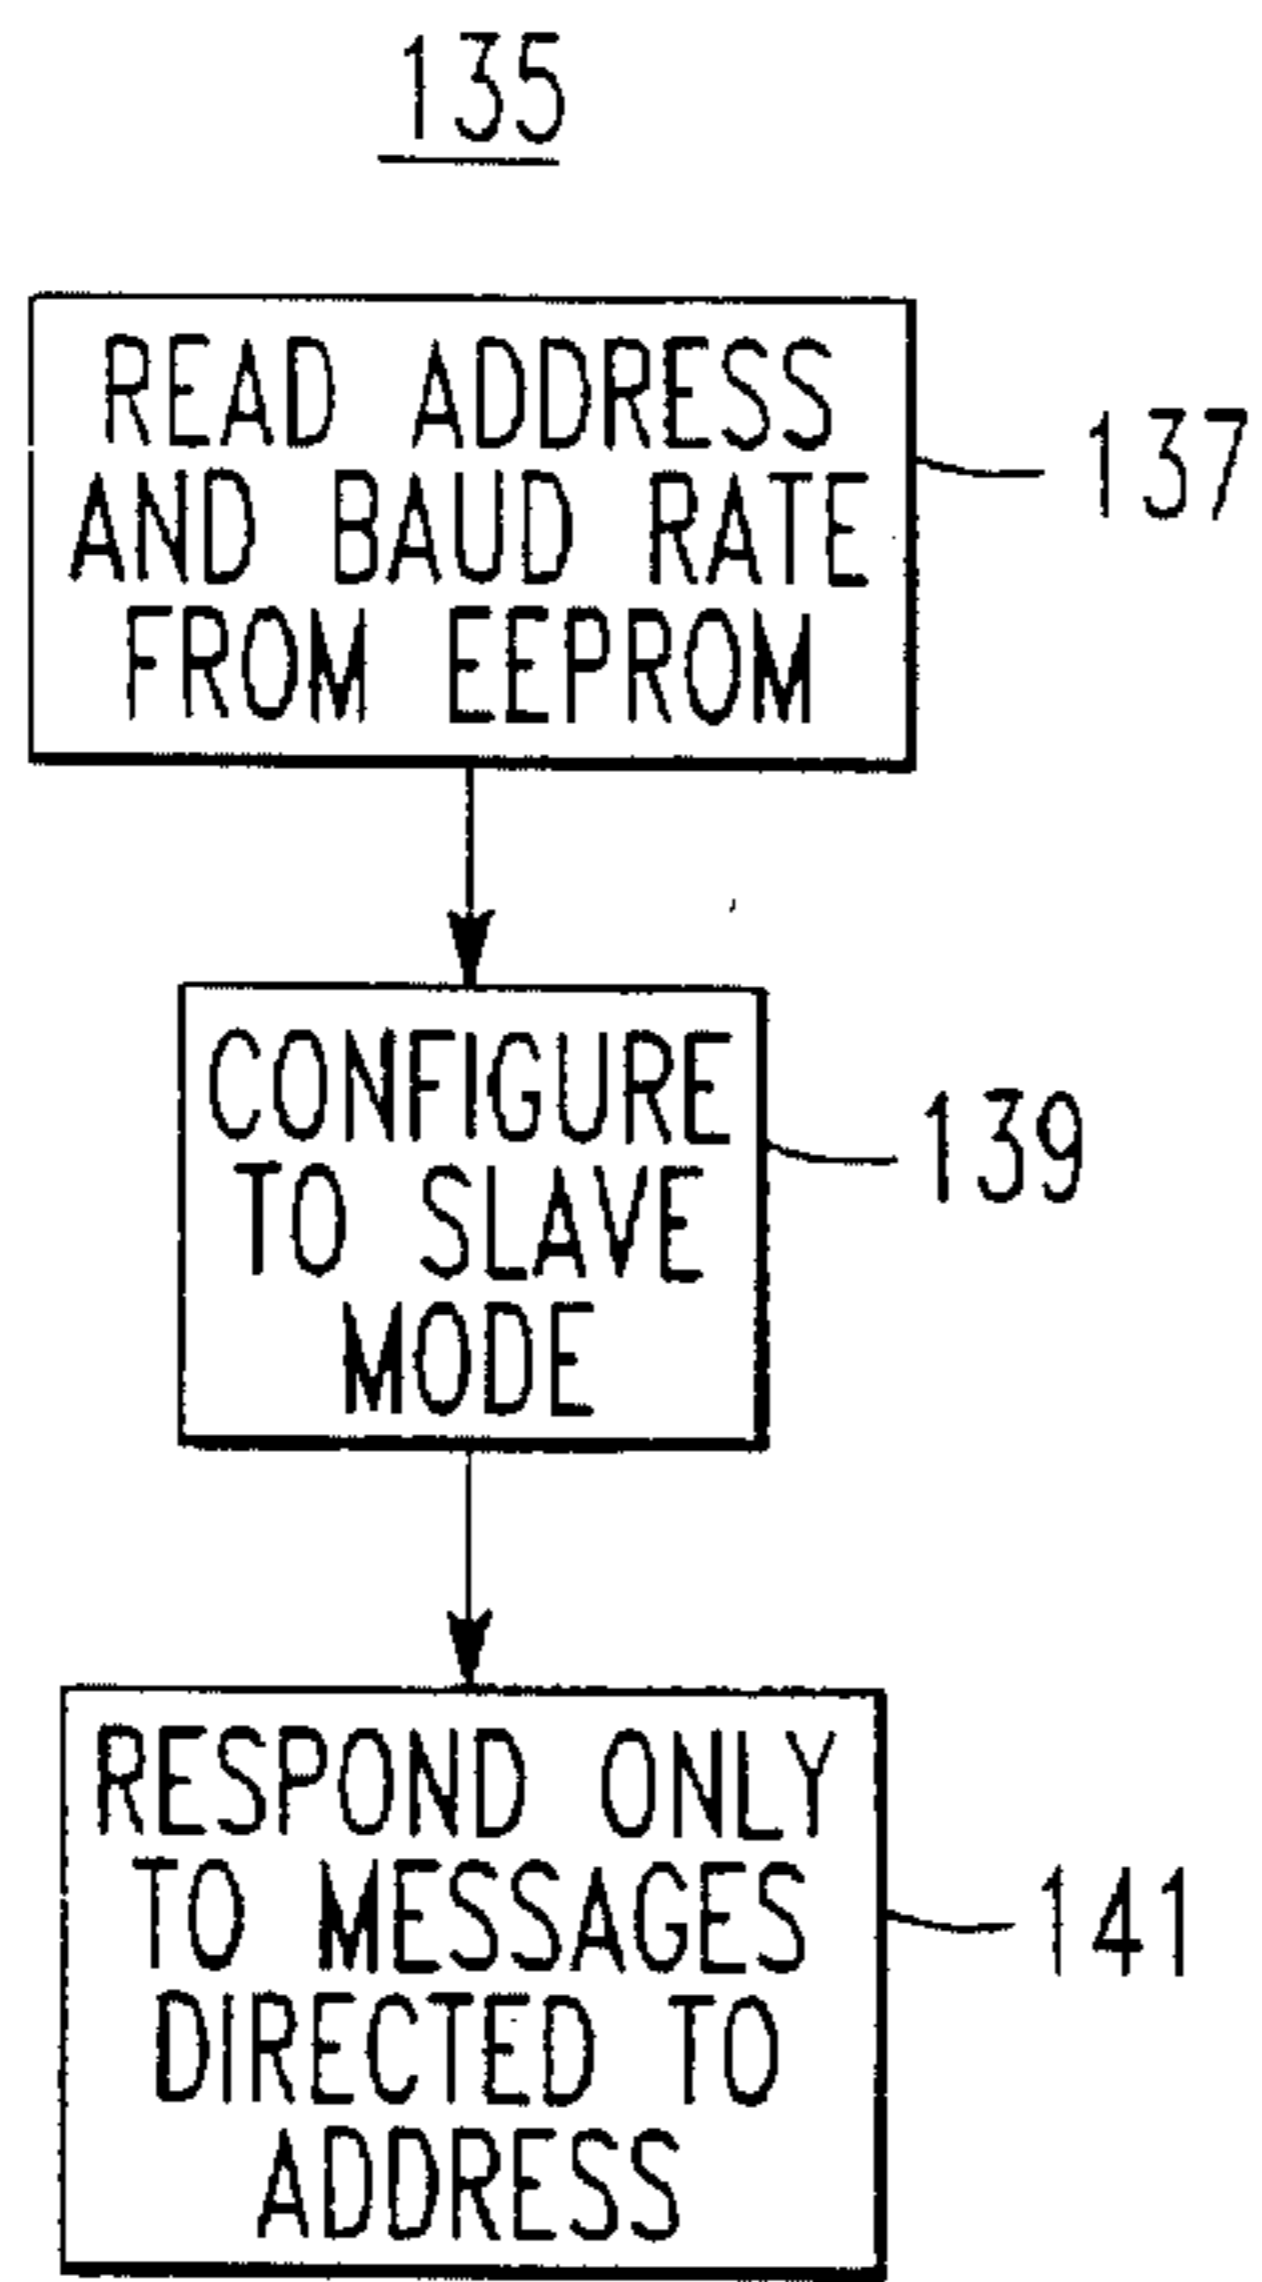 135
READ ADDRESS
AND BAUD RATE
FROM EEPROM
137
CONFIGURE
TO SLAVE
MODE
139
RESPOND ONLY
TO MESSAGES
DIRECTED TO
ADDRESS
141